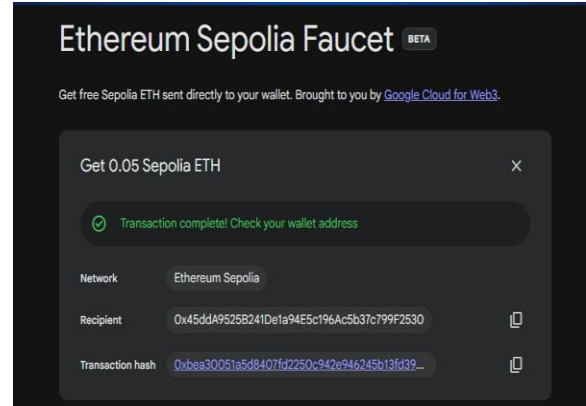 Ethereum Sepolia Faucet BETA
Get free Sepolia ETH sent directly to your wallet. Brought to you by Google Cloud for Web3.
Get 0.05 Sepolia ETH
Transaction complete! Check your wallet address
Network Ethereum Sepolia
Recipient 0x45ddA9525B241De1a94E5c196Ac5b37c799F2530
Transaction hash 0xbea30051a5d8407fd2250c942e946245b13fd39...